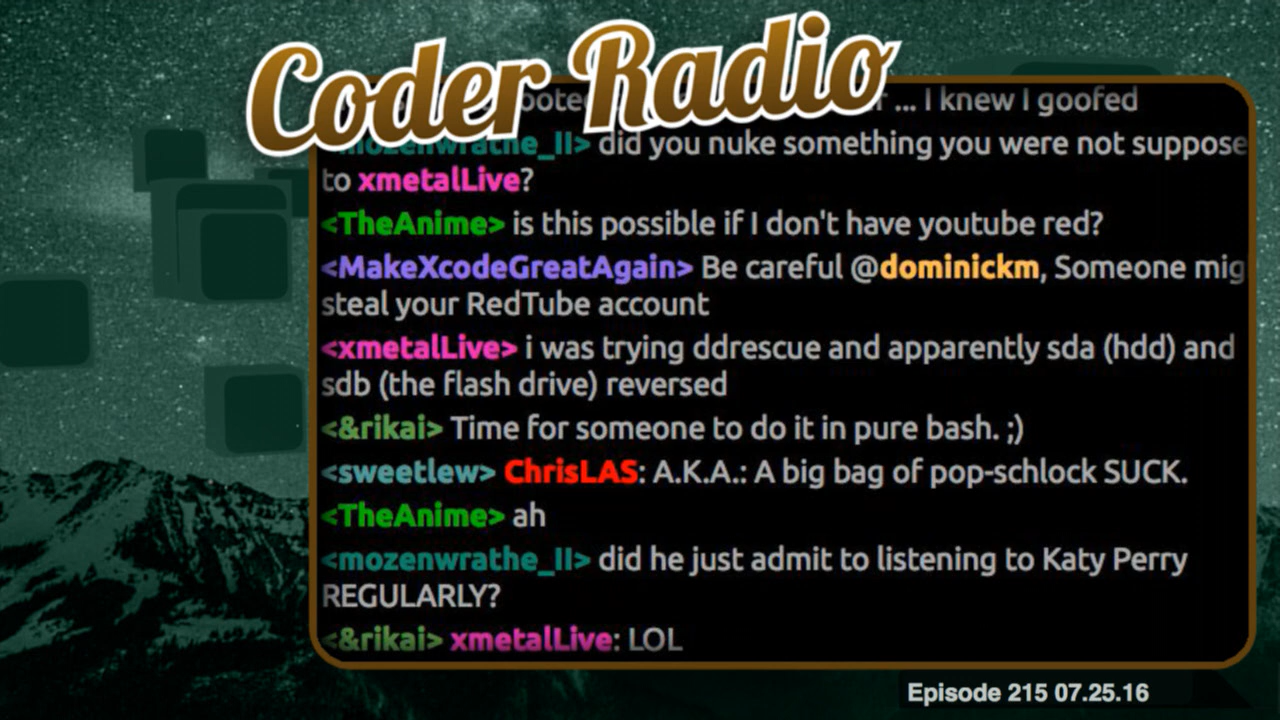 Coder Radio
... I knew I goofed
mozenwrathe_II> did you nuke something you were not suppose
to xmetalLive?
<TheAnime> is this possible if I don't have youtube red?
<MakeXcodeGreatAgain> Be careful @dominickm, Someone mig
steal your RedTube account
<xmetalLive> i was trying ddrescue and apparently sda (hdd) and
sdb (the flash drive) reversed
<&rikai> Time for someone to do it in pure bash. ;)
<sweetlew> ChrisLAS: A.K.A.: A big bag of pop-schlock SUCK.
<TheAnime> ah
<mozenwrathe_II> did he just admit to listening to Katy Perry
REGULARLY?
<&rikai> xmetalLive: LOL
Episode 215 07.25.16